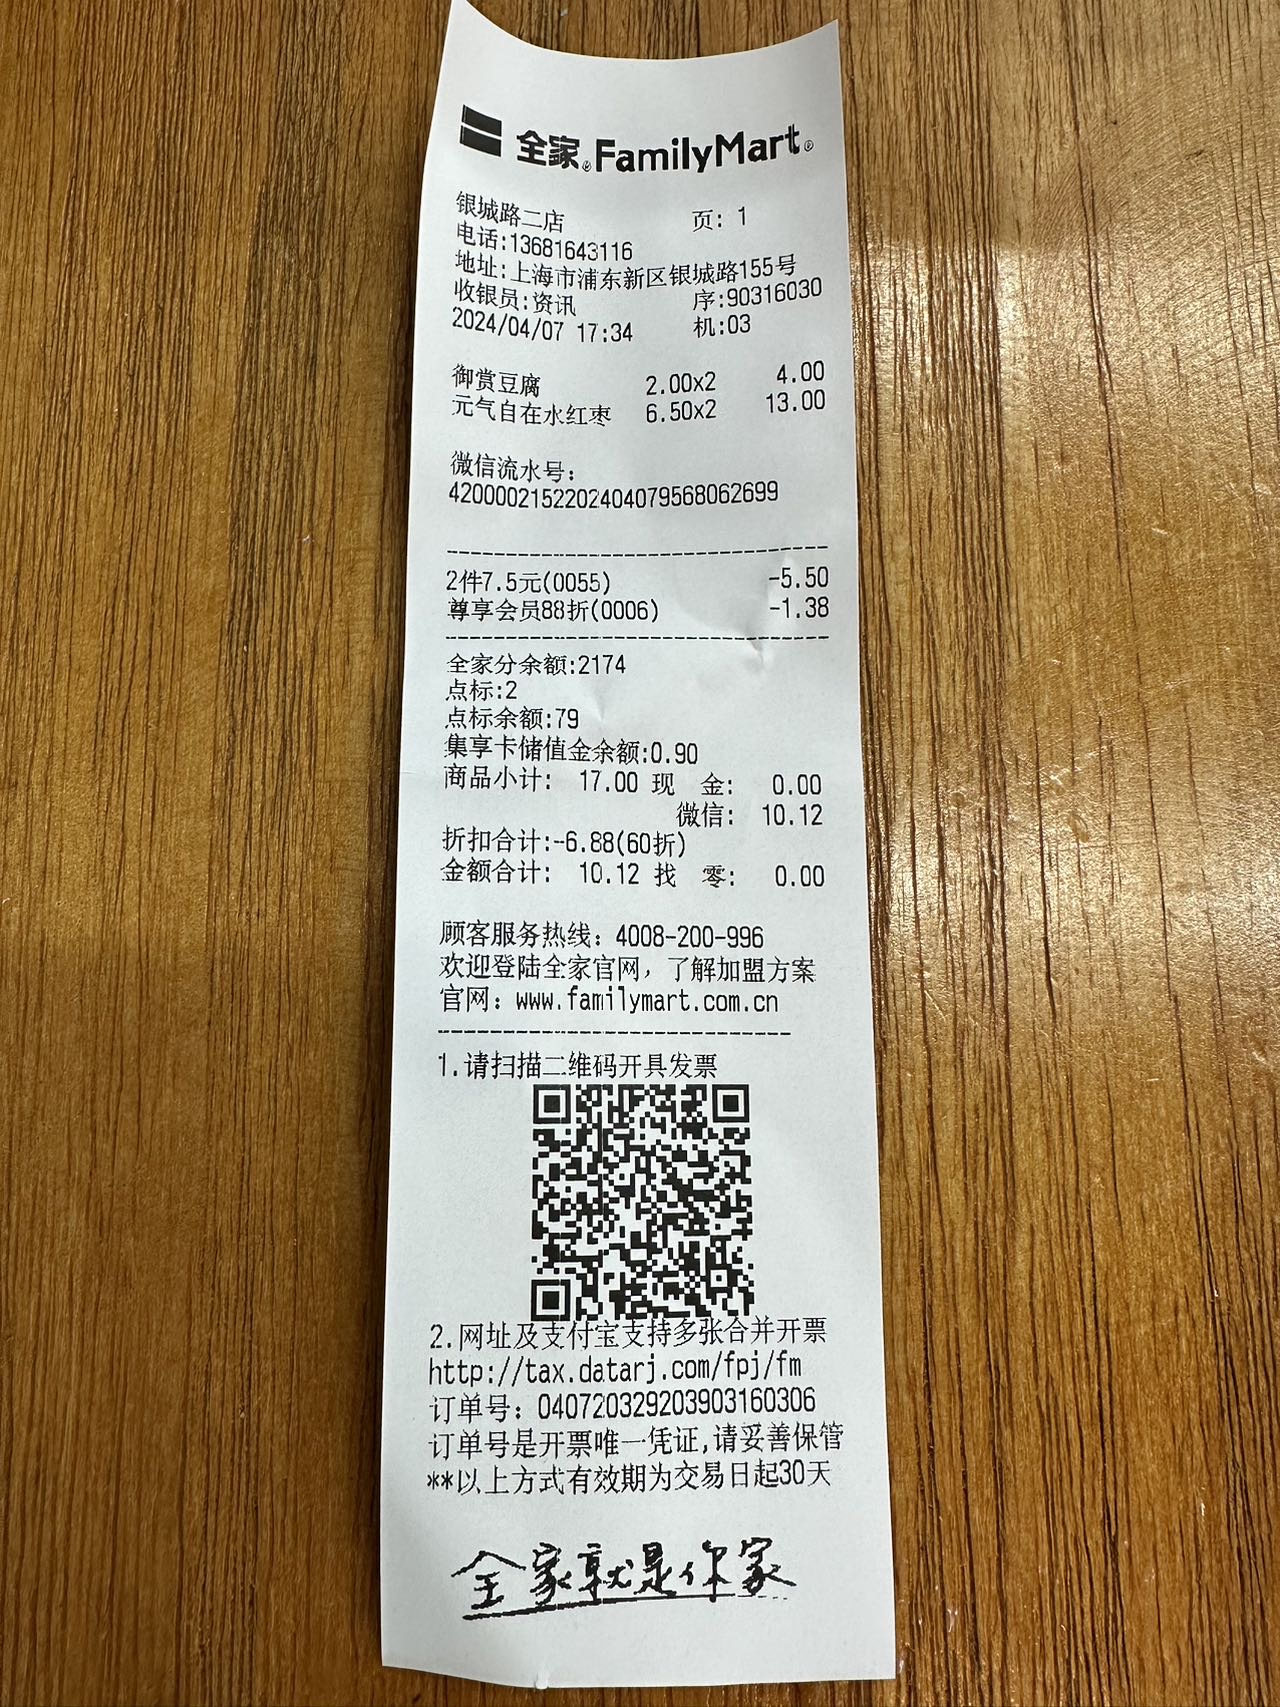 全家®FamilyMart®
银城路二店 页: 1
电话:13681643116
地址:上海市浦东新区银城路155号
收银员:资讯 序:90316030
2024/04/07 17:34 机:03
御赏豆腐 2.00x2 4.00
元气自在水红枣 6.50x2 13.00
微信流水号:
4200002152202404079568062699
2件7.5元(0055) -5.50
尊享会员88折(0006) -1.38
全家分余额:2174
点标:2
点标余额:79
集享卡储值金余额:0.90
商品小计: 17.00 现 金: 0.00
微信: 10.12
折扣合计:-6.88(60折)
金额合计: 10.12 找 零: 0.00
顾客服务热线: 4008-200-996
欢迎登陆全家官网, 了解加盟方案
官网: www.familymart.com.cn
1.请扫描二维码开具发票
2.网址及支付宝支持多张合并开票
http://tax.datarj.com/fpj/fm
订单号: 040720329203903160306
订单号是开票唯一凭证,请妥善保管
**以上方式有效期为交易日起30天
全家就是你家